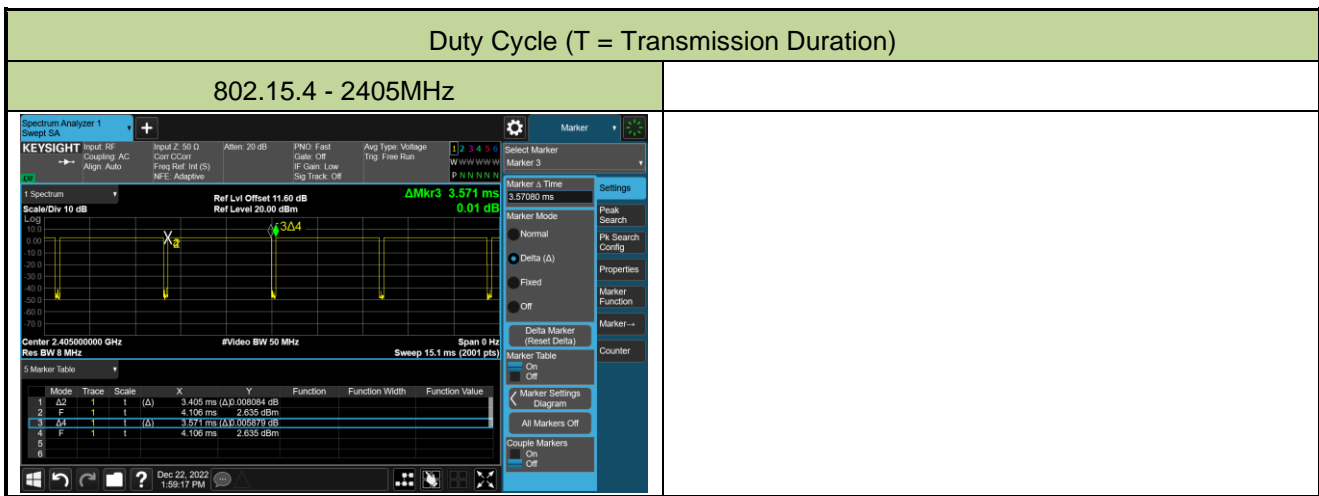 Duty Cycle (T = Transmission Duration)
802.15.4 - 2405MHz
Spectrum Analyzer 1
Swept SA
+
Marker
KEYSIGHT
Input: RF
Coupling: AC
Align: Auto
Input Z: 50 Ω
Corr CCorr
Freq Ref: Int (S)
NFE: Adaptive
Atten: 20 dB
PNO: Fast
Gate: Off
IF Gain: Low
Sig Track: Off
Avg Type: Voltage
Trig: Free Run
1 2 3 4 5 6
W W W W W W
P N N N N N
Select Marker
Marker 3
Marker Δ Time
3.57080 ms
Settings
1 Spectrum
Scale/Div 10 dB
Ref Lvl Offset 11.60 dB
Ref Level 20.00 dBm
ΔMkr3 3.571 ms
0.01 dB
Log
10.0
0.00
-10.0
-20.0
-30.0
-40.0
-50.0
-60.0
-70.0
3Δ4
Marker Mode
Normal
Delta (Δ)
Fixed
Off
Delta Marker
(Reset Delta)
Marker Table
On
Off
Marker Settings
Diagram
All Markers Off
Couple Markers
On
Off
Peak
Search
Pk Search
Config
Properties
Marker
Function
Marker→
Counter
Center 2.405000000 GHz
Res BW 8 MHz
#Video BW 50 MHz
Span 0 Hz
Sweep 15.1 ms (2001 pts)
5 Marker Table
Mode Trace Scale X Y Function Function Width Function Value
1 Δ2 1 t (Δ) 3.405 ms (Δ) 0.008084 dB
2 F 1 t 4.106 ms 2.635 dBm
3 Δ4 1 t (Δ) 3.571 ms (Δ) 0.005879 dB
4 F 1 t 4.106 ms 2.635 dBm
5
6
?
Dec 22, 2022
1:59:17 PM